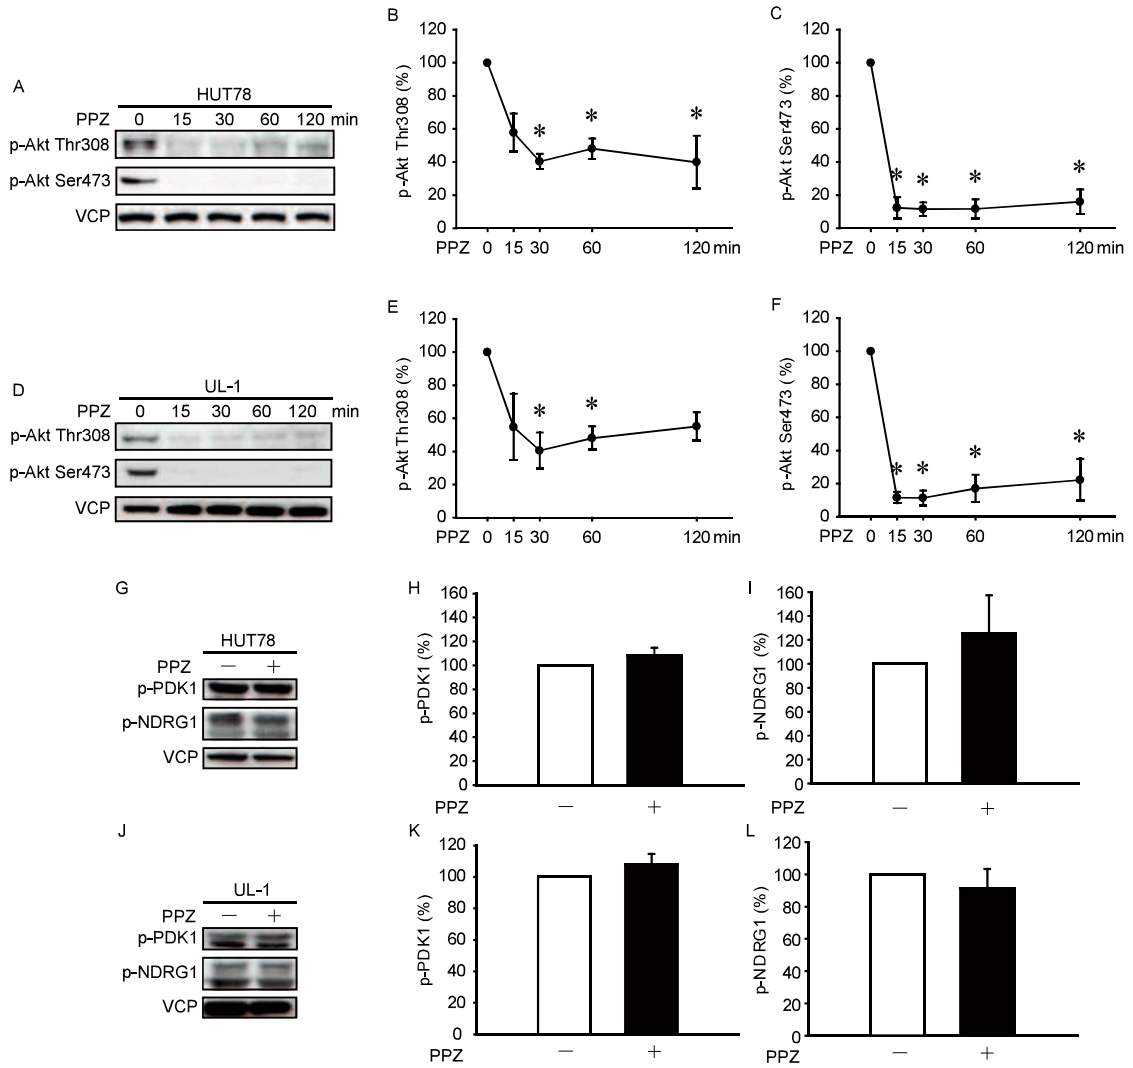 A
HUT78
PPZ 0 15 30 60 120 min
p-Akt Thr308
p-Akt Ser473
VCP
B
p-Akt Thr308 (%)
120
100
80
60
40
20
0
* * *
PPZ 0 15 30 60 120 min
C
p-Akt Ser473 (%)
120
100
80
60
40
20
0
* * * *
PPZ 0 15 30 60 120 min
D
UL-1
PPZ 0 15 30 60 120 min
p-Akt Thr308
p-Akt Ser473
VCP
E
p-Akt Thr308 (%)
120
100
80
60
40
20
0
* *
PPZ 0 15 30 60 120 min
F
p-Akt Ser473 (%)
120
100
80
60
40
20
0
* * * *
PPZ 0 15 30 60 120 min
G
HUT78
PPZ — +
p-PDK1
p-NDRG1
VCP
H
p-PDK1 (%)
160
140
120
100
80
60
40
20
0
PPZ — +
I
p-NDRG1 (%)
160
140
120
100
80
60
40
20
0
PPZ — +
J
UL-1
PPZ — +
p-PDK1
p-NDRG1
VCP
K
p-PDK1 (%)
120
100
80
60
40
20
0
PPZ — +
L
p-NDRG1 (%)
120
100
80
60
40
20
0
PPZ — +